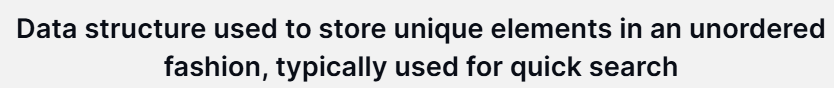 Data structure used to store unique elements in an unordered
fashion, typically used for quick search